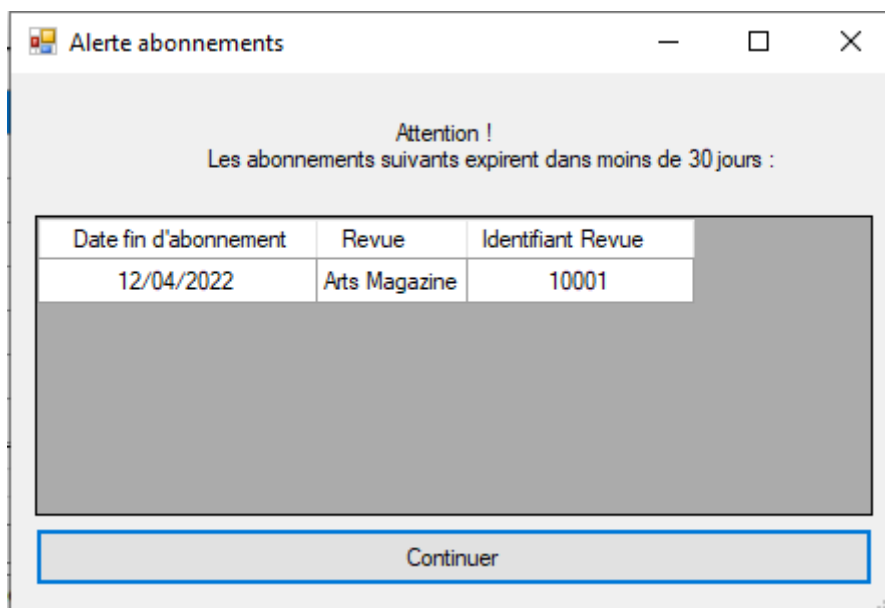 Alerte abonnements
Attention !
Les abonnements suivants expirent dans moins de 30 jours :
Date fin d'abonnement Revue Identifiant Revue
12/04/2022 Arts Magazine 10001
Continuer